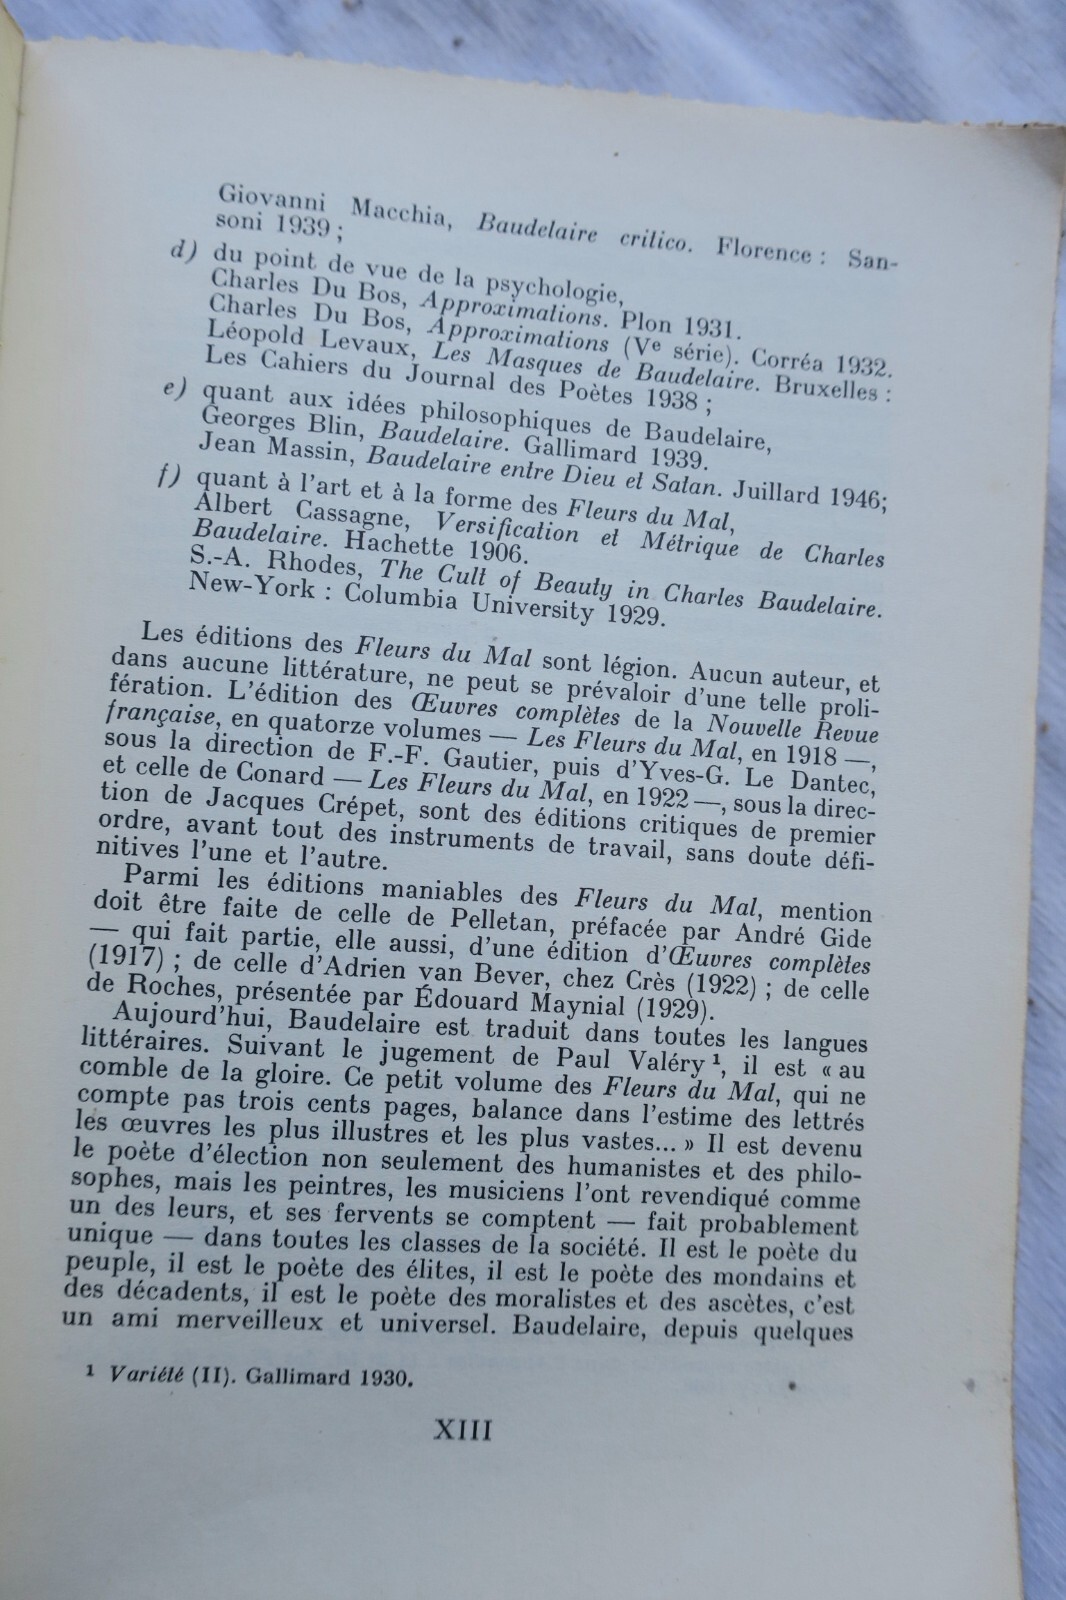 Giovanni Macchia, Baudelaire critico. Florence : San-
soni 1939 ;
d) du point de vue de la psychologie,
Charles Du Bos, Approximations. Plon 1931.
Charles Du Bos, Approximations (Ve série). Corrêa 1932.
Léopold Levaux, Les Masques de Baudelaire. Bruxelles :
Les Cahiers du Journal des Poètes 1938 ;
e) quant aux idées philosophiques de Baudelaire,
Georges Blin, Baudelaire. Gallimard 1939.
Jean Massin, Baudelaire entre Dieu et Satan. Juillard 1946;
f) quant à l'art et à la forme des Fleurs du Mal,
Albert Cassagne, Versification et Métrique de Charles
Baudelaire. Hachette 1906.
S.-A. Rhodes, The Cult of Beauty in Charles Baudelaire.
New-York : Columbia University 1929.
Les éditions des Fleurs du Mal sont légion. Aucun auteur, et
dans aucune littérature, ne peut se prévaloir d'une telle proli-
fération. L'édition des Œuvres complètes de la Nouvelle Revue
française, en quatorze volumes — Les Fleurs du Mal, en 1918 —,
sous la direction de F.-F. Gautier, puis d'Yves-G. Le Dantec,
et celle de Conard — Les Fleurs du Mal, en 1922 —, sous la direc-
tion de Jacques Crépet, sont des éditions critiques de premier
ordre, avant tout des instruments de travail, sans doute défi-
nitives l'une et l'autre.
Parmi les éditions maniables des Fleurs du Mal, mention
doit être faite de celle de Pelletan, préfacée par André Gide
— qui fait partie, elle aussi, d'une édition d'Œuvres complètes
(1917) ; de celle d'Adrien van Bever, chez Crès (1922) ; de celle
de Roches, présentée par Édouard Maynial (1929).
Aujourd'hui, Baudelaire est traduit dans toutes les langues
littéraires. Suivant le jugement de Paul Valéry ¹, il est « au
comble de la gloire. Ce petit volume des Fleurs du Mal, qui ne
compte pas trois cents pages, balance dans l'estime des lettrés
les œuvres les plus illustres et les plus vastes... » Il est devenu
le poète d'élection non seulement des humanistes et des philo-
sophes, mais les peintres, les musiciens l'ont revendiqué comme
un des leurs, et ses fervents se comptent — fait probablement
unique — dans toutes les classes de la société. Il est le poète du
peuple, il est le poète des élites, il est le poète des mondains et
des décadents, il est le poète des moralistes et des ascètes, c'est
un ami merveilleux et universel. Baudelaire, depuis quelques
¹ Variété (II). Gallimard 1930.
XIII